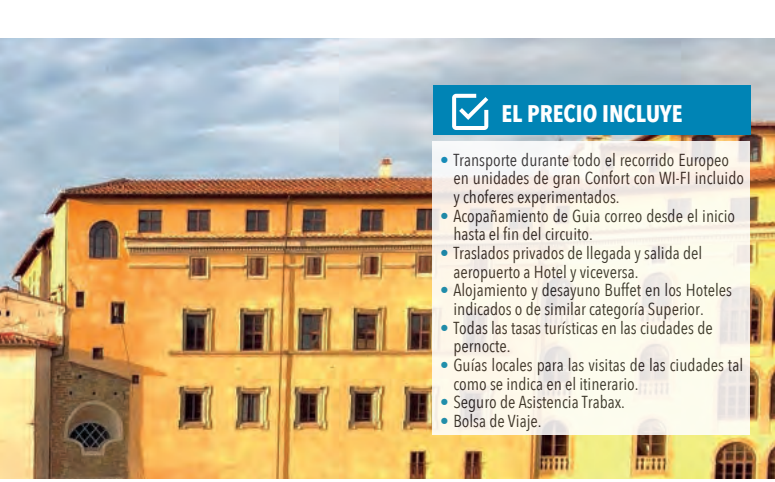 EL PRECIO INCLUYE
• Transporte durante todo el recorrido Europeo
en unidades de gran Confort con WI-FI incluido
y choferes experimentados.
• Acopañamiento de Guia correo desde el inicio
hasta el fin del circuito.
• Traslados privados de llegada y salida del
aeropuerto a Hotel y viceversa.
• Alojamiento y desayuno Buffet en los Hoteles
indicados o de similar categoría Superior.
• Todas las tasas turísticas en las ciudades de
pernocte.
• Guías locales para las visitas de las ciudades tal
como se indica en el itinerario.
• Seguro de Asistencia Trabax.
• Bolsa de Viaje.